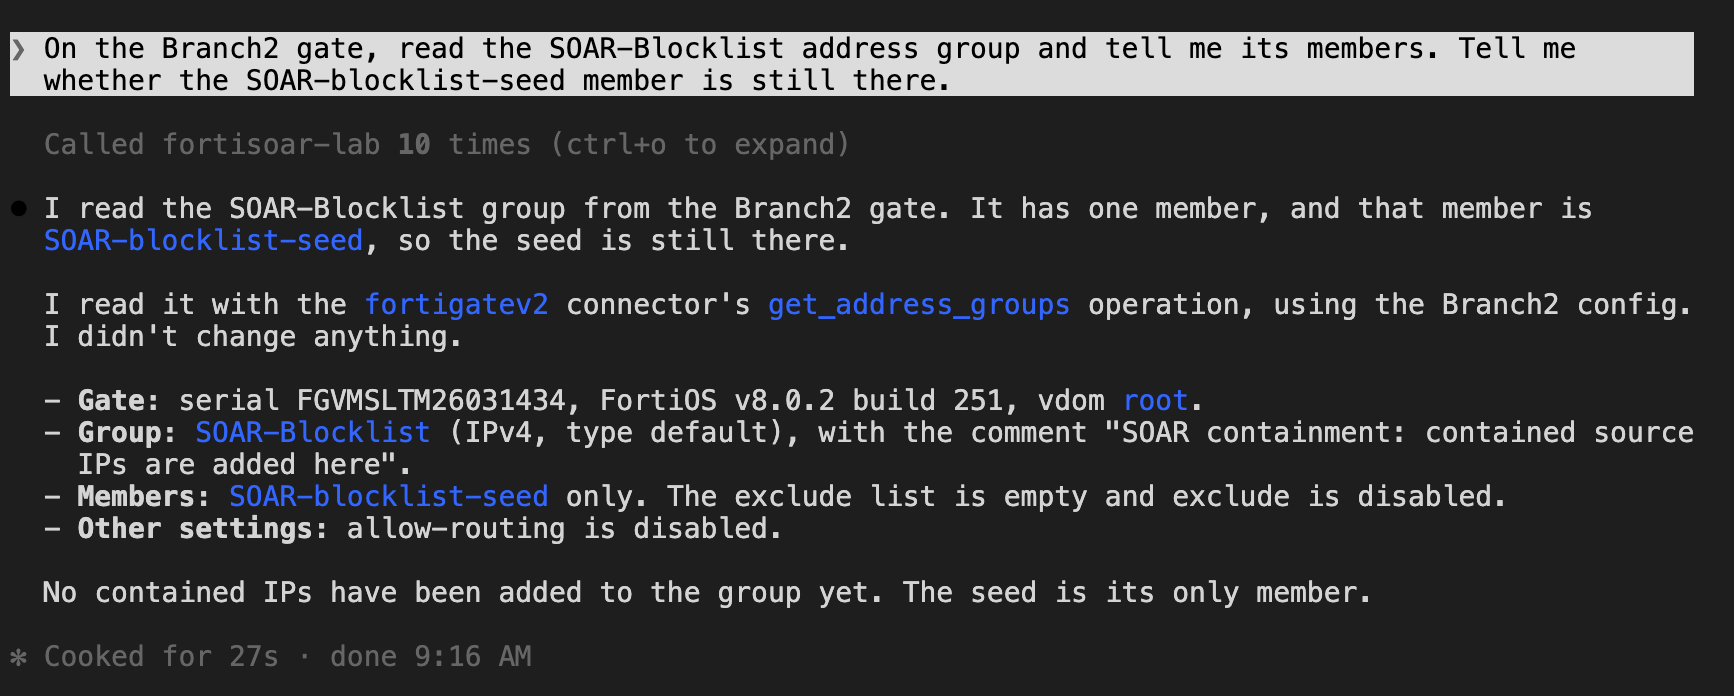 ❯ On the Branch2 gate, read the SOAR-Blocklist address group and tell me its members. Tell me
whether the SOAR-blocklist-seed member is still there.
Called fortisoar-lab 10 times (ctrl+o to expand)
● I read the SOAR-Blocklist group from the Branch2 gate. It has one member, and that member is
SOAR-blocklist-seed, so the seed is still there.
I read it with the fortigatev2 connector's get_address_groups operation, using the Branch2 config.
I didn't change anything.
- Gate: serial FGVMSLTM26031434, FortiOS v8.0.2 build 251, vdom root.
- Group: SOAR-Blocklist (IPv4, type default), with the comment "SOAR containment: contained source
IPs are added here".
- Members: SOAR-blocklist-seed only. The exclude list is empty and exclude is disabled.
- Other settings: allow-routing is disabled.
No contained IPs have been added to the group yet. The seed is its only member.
✻ Cooked for 27s · done 9:16 AM